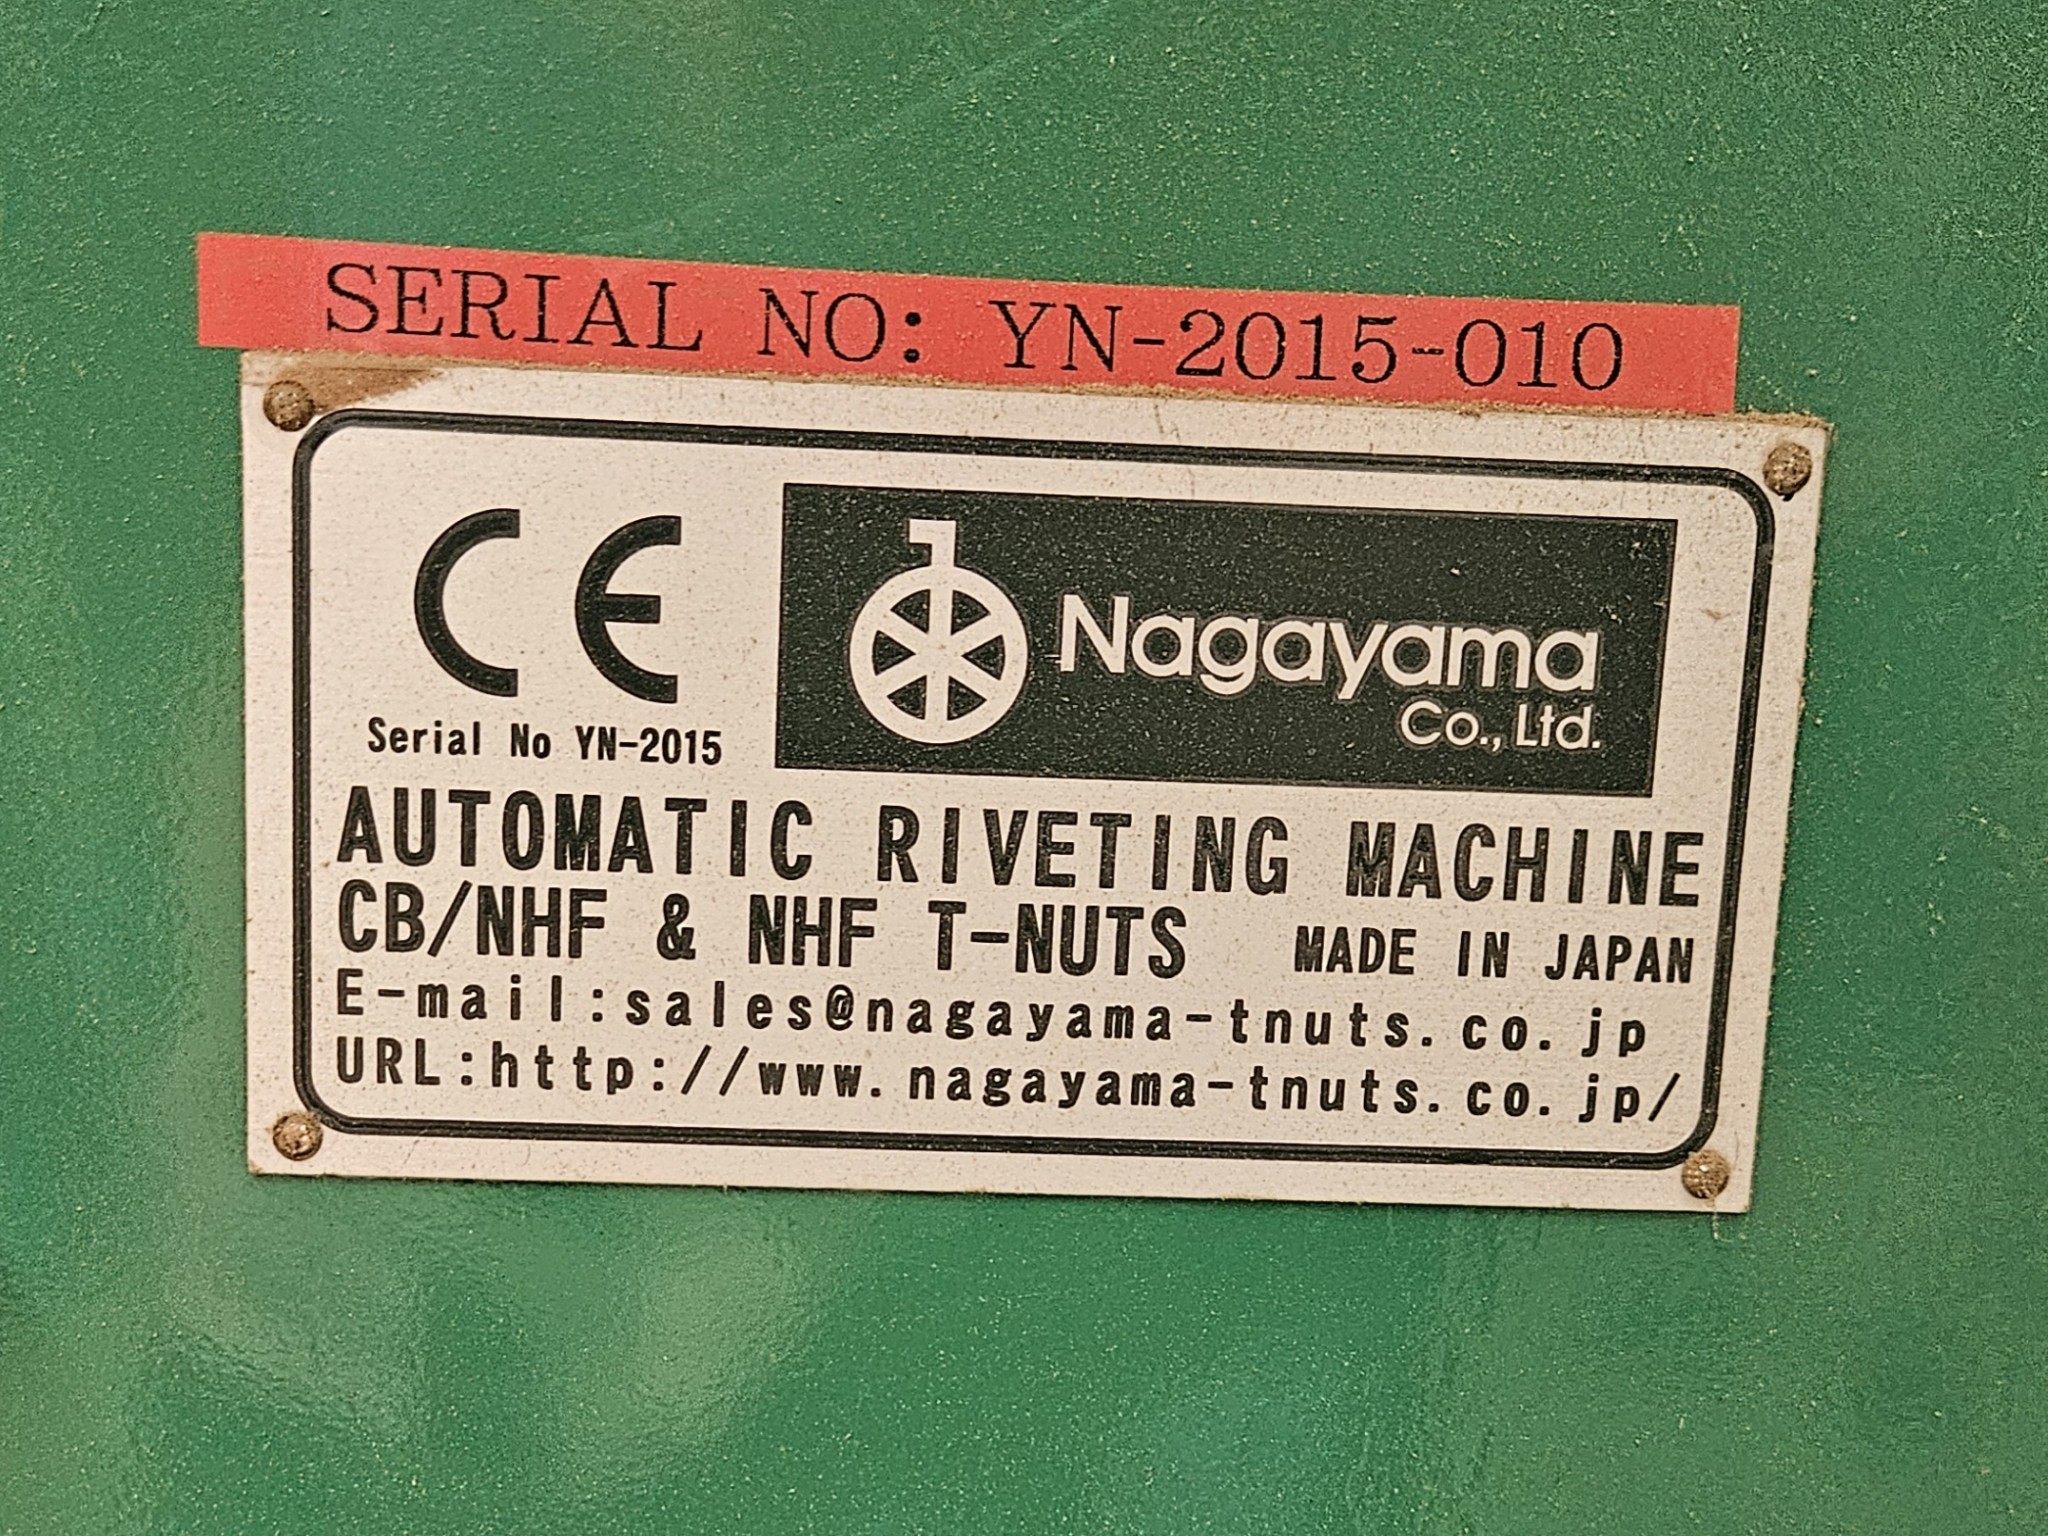 SERIAL NO: YN-2015-010
CE
Nagayama
Co., Ltd.
Serial No YN-2015
AUTOMATIC RIVETING MACHINE
CB/NHF & NHF T-NUTS MADE IN JAPAN
E-mail:sales@nagayama-tnuts.co.jp
URL:http://www.nagayama-tnuts.co.jp/